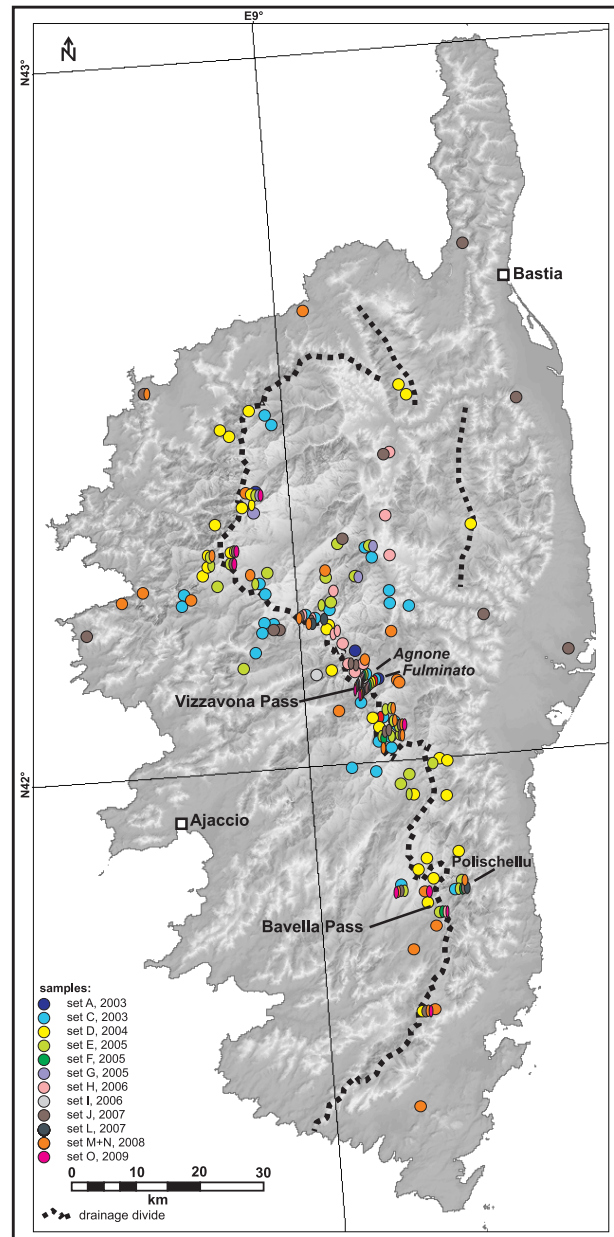 E9°
N
N43°
Bastia
Agnone
Fulminato
Vizzavona Pass
N42°
Ajaccio
Polischellu
Bavella Pass
samples:
set A, 2003
set C, 2003
set D, 2004
set E, 2005
set F, 2005
set G, 2005
set H, 2006
set I, 2006
set J, 2007
set L, 2007
set M+N, 2008
set O, 2009
0 10 20 30
km
drainage divide